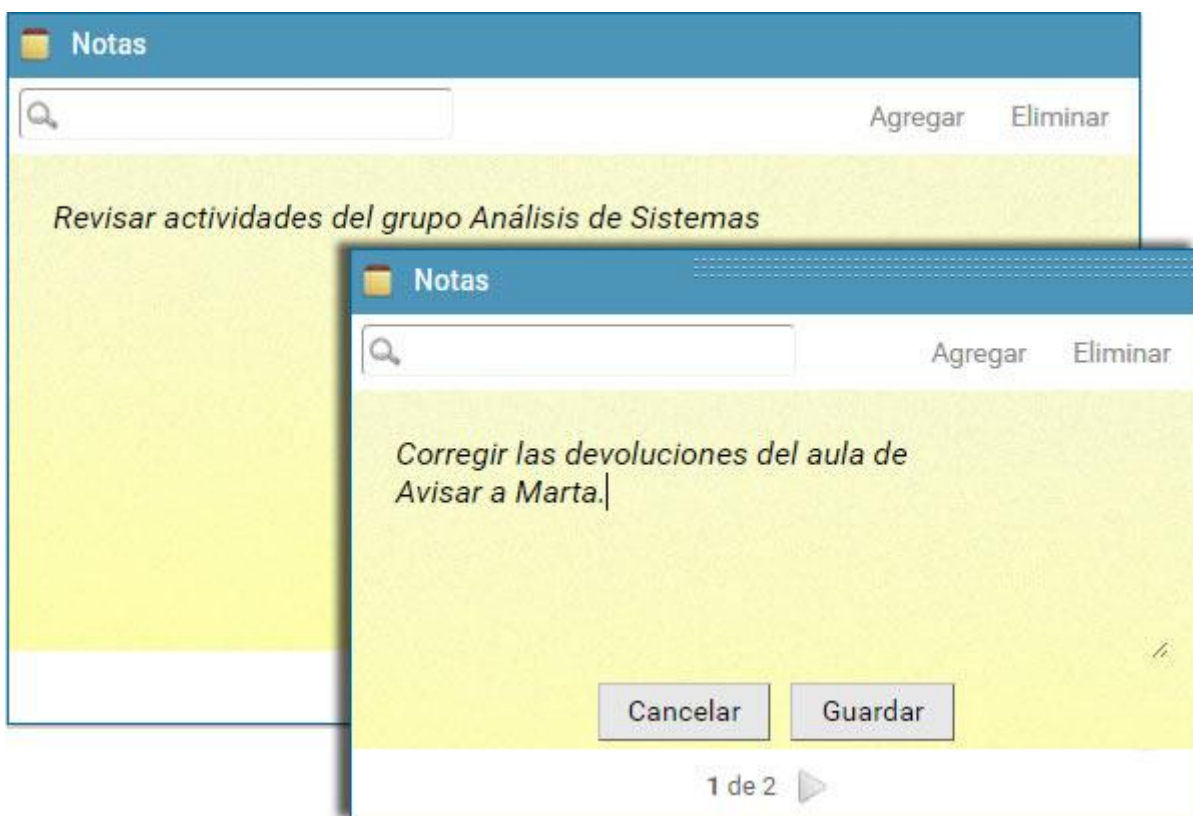 Notas
Agregar Eliminar
Revisar actividades del grupo Análisis de Sistemas
Notas
Agregar Eliminar
Corregir las devoluciones del aula de
Avisar a Marta.
Cancelar Guardar
1 de 2